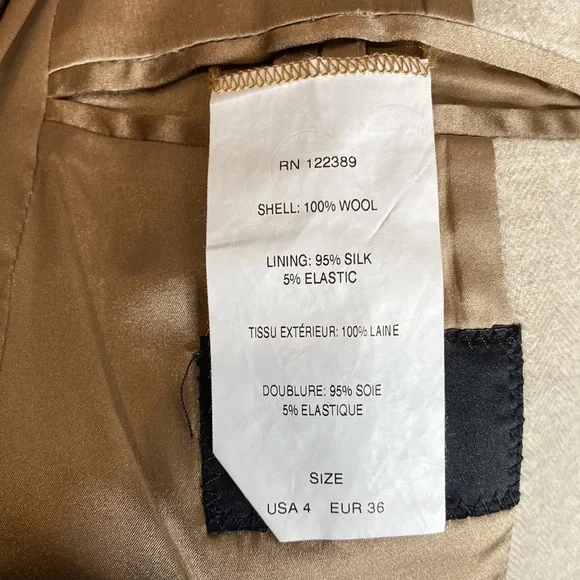 RN 122389
SHELL: 100% WOOL
LINING: 95% SILK
5% ELASTIC
TISSU EXTÉRIEUR: 100% LAINE
DOUBLURE: 95% SOIE
5% ELASTIQUE
SIZE
USA 4 EUR 36